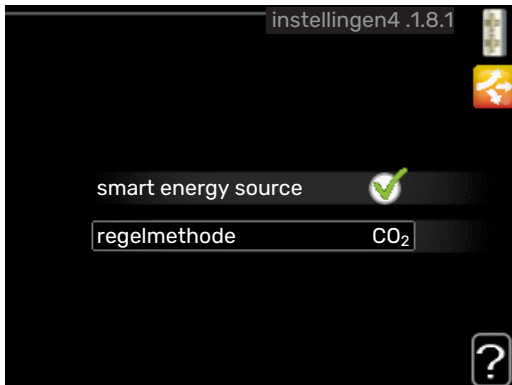 instellingen4 .1.8.1
smart energy source
regelmethode CO₂
?